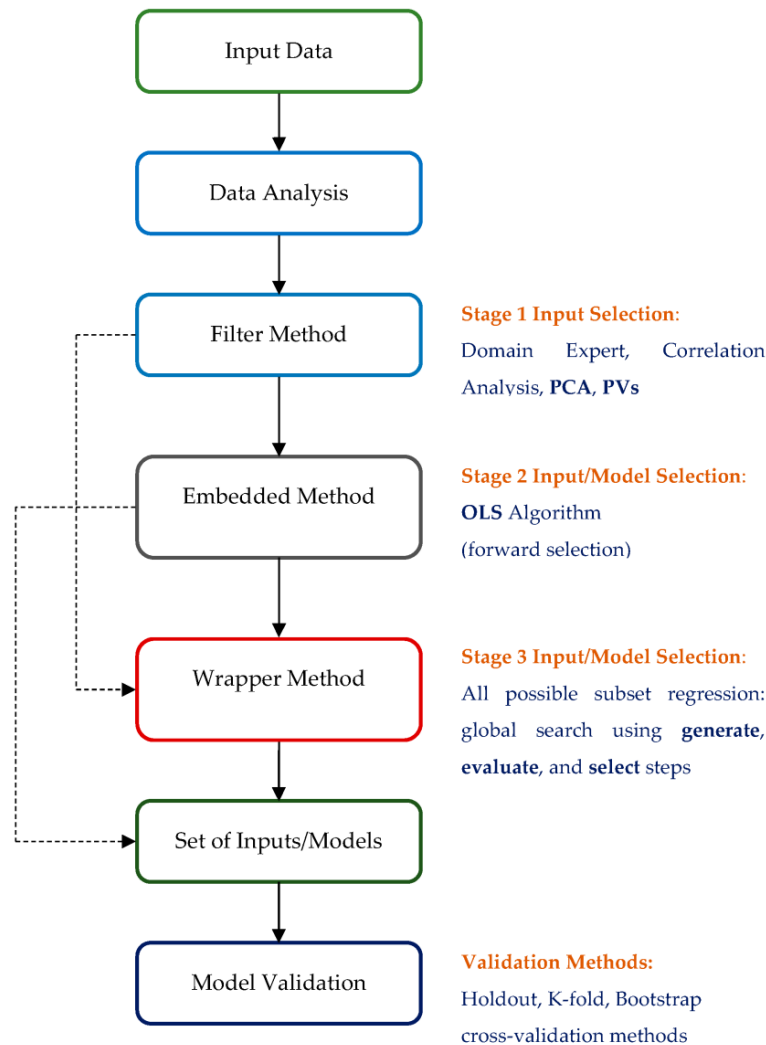 Input Data
Data Analysis
Filter Method
Stage 1 Input Selection:
Domain Expert, Correlation
Analysis, PCA, PVs
Embedded Method
Stage 2 Input/Model Selection:
OLS Algorithm
(forward selection)
Wrapper Method
Stage 3 Input/Model Selection:
All possible subset regression:
global search using generate,
evaluate, and select steps
Set of Inputs/Models
Model Validation
Validation Methods:
Holdout, K-fold, Bootstrap
cross-validation methods